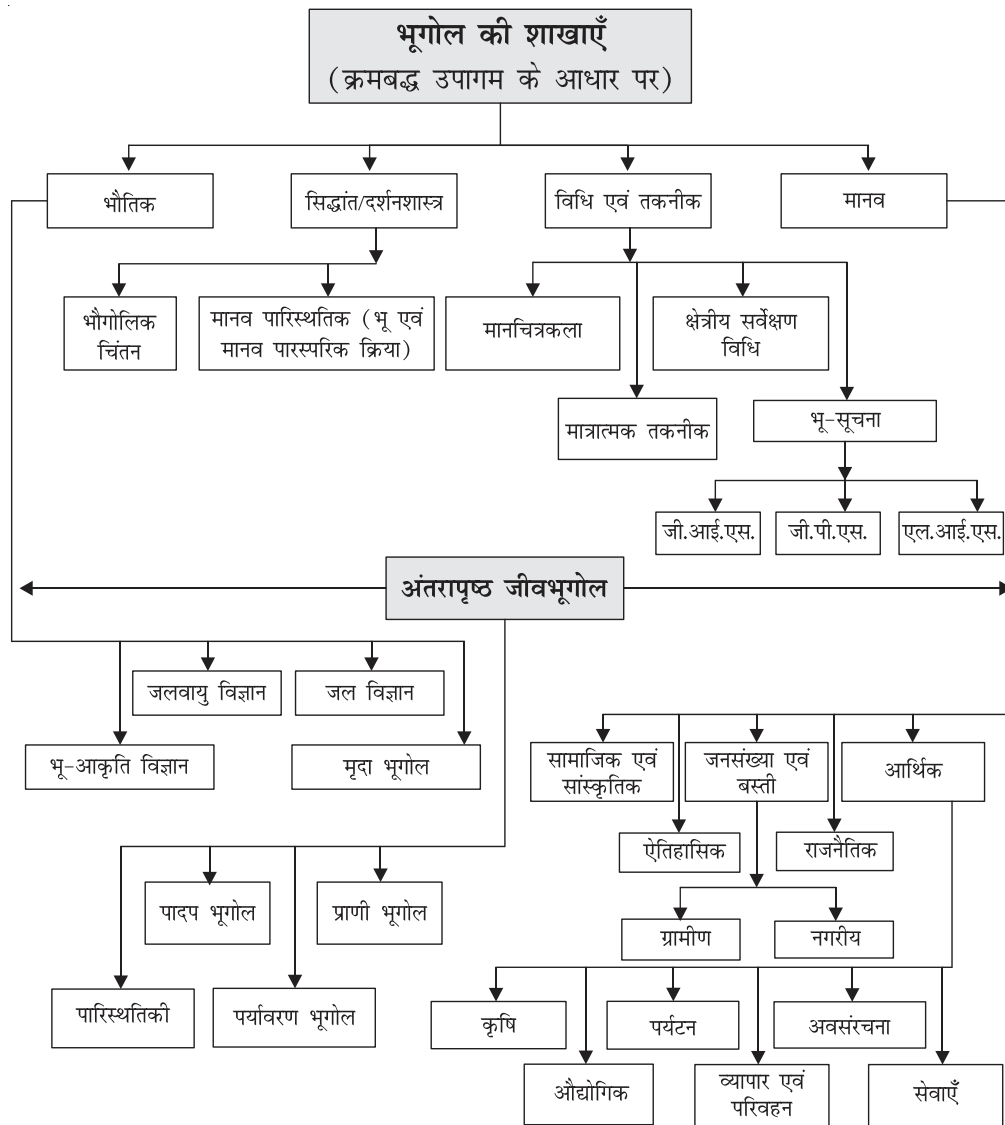 भूगोल की शाखाएँ
(क्रमबद्ध उपागम के आधार पर)
भौतिक
सिद्धांत/दर्शनशास्त्र
विधि एवं तकनीक
मानव
भौगोलिक
चिंतन
मानव पारिस्थतिक (भू एवं
मानव पारस्परिक क्रिया)
मानचित्रकला
क्षेत्रीय सर्वेक्षण
विधि
मात्रात्मक तकनीक
भू-सूचना
जी.आई.एस.
जी.पी.एस.
एल.आई.एस.
अंतरापृष्ठ जीवभूगोल
जलवायु विज्ञान
जल विज्ञान
भू-आकृति विज्ञान
मृदा भूगोल
सामाजिक एवं
सांस्कृतिक
जनसंख्या एवं
बस्ती
आर्थिक
ऐतिहासिक
राजनैतिक
पादप भूगोल
प्राणी भूगोल
ग्रामीण
नगरीय
पारिस्थतिकी
पर्यावरण भूगोल
कृषि
पर्यटन
अवसंरचना
औद्योगिक
व्यापार एवं
परिवहन
सेवाएँ